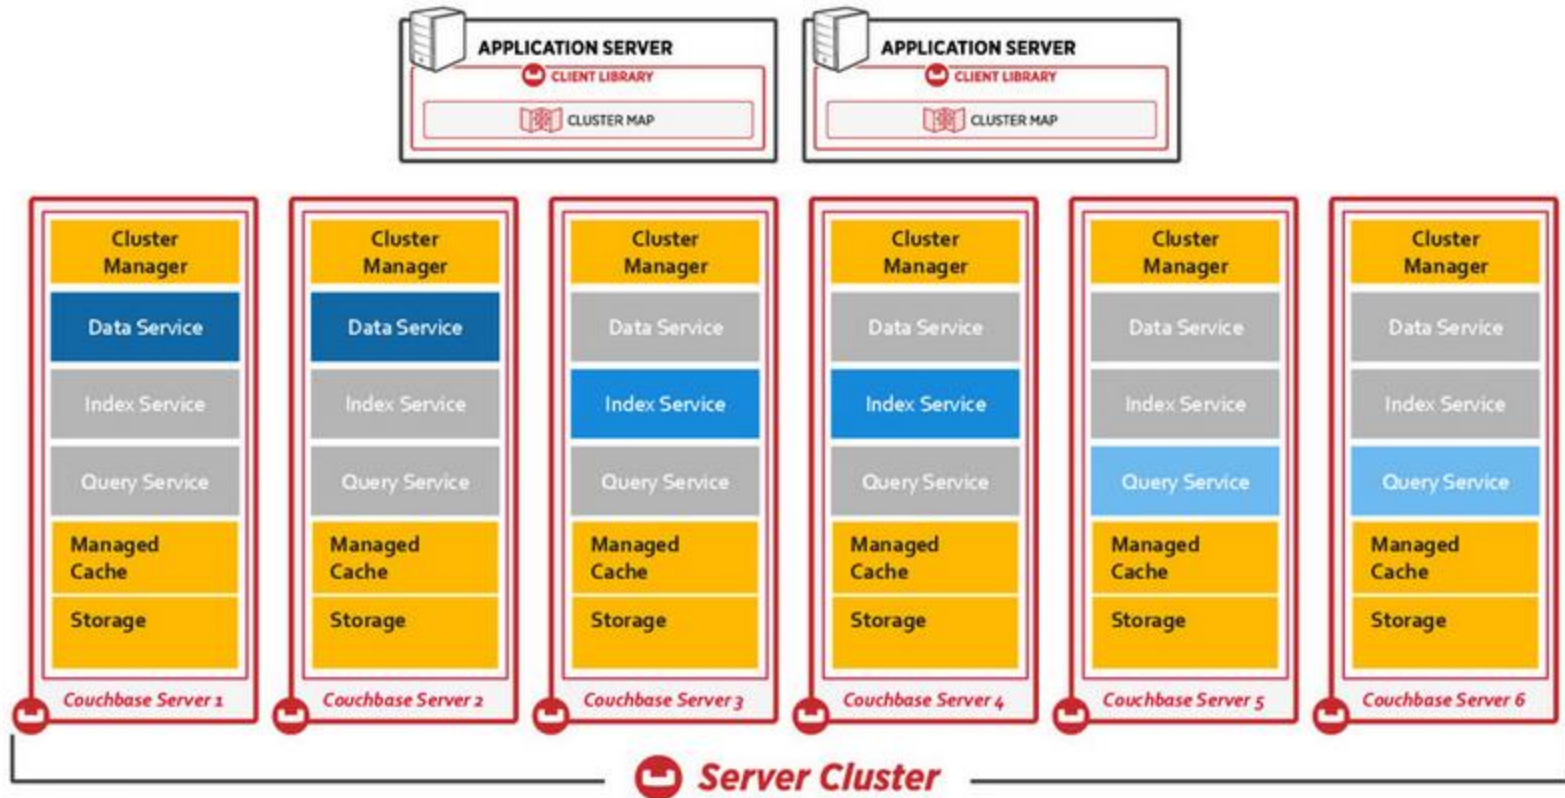 APPLICATION SERVER
CLIENT LIBRARY
CLUSTER MAP
APPLICATION SERVER
CLIENT LIBRARY
CLUSTER MAP
Cluster
Manager
Data Service
Index Service
Query Service
Managed
Cache
Storage
Couchbase Server 1
Cluster
Manager
Data Service
Index Service
Query Service
Managed
Cache
Storage
Couchbase Server 2
Cluster
Manager
Data Service
Index Service
Query Service
Managed
Cache
Storage
Couchbase Server 3
Cluster
Manager
Data Service
Index Service
Query Service
Managed
Cache
Storage
Couchbase Server 4
Cluster
Manager
Data Service
Index Service
Query Service
Managed
Cache
Storage
Couchbase Server 5
Cluster
Manager
Data Service
Index Service
Query Service
Managed
Cache
Storage
Couchbase Server 6
Server Cluster